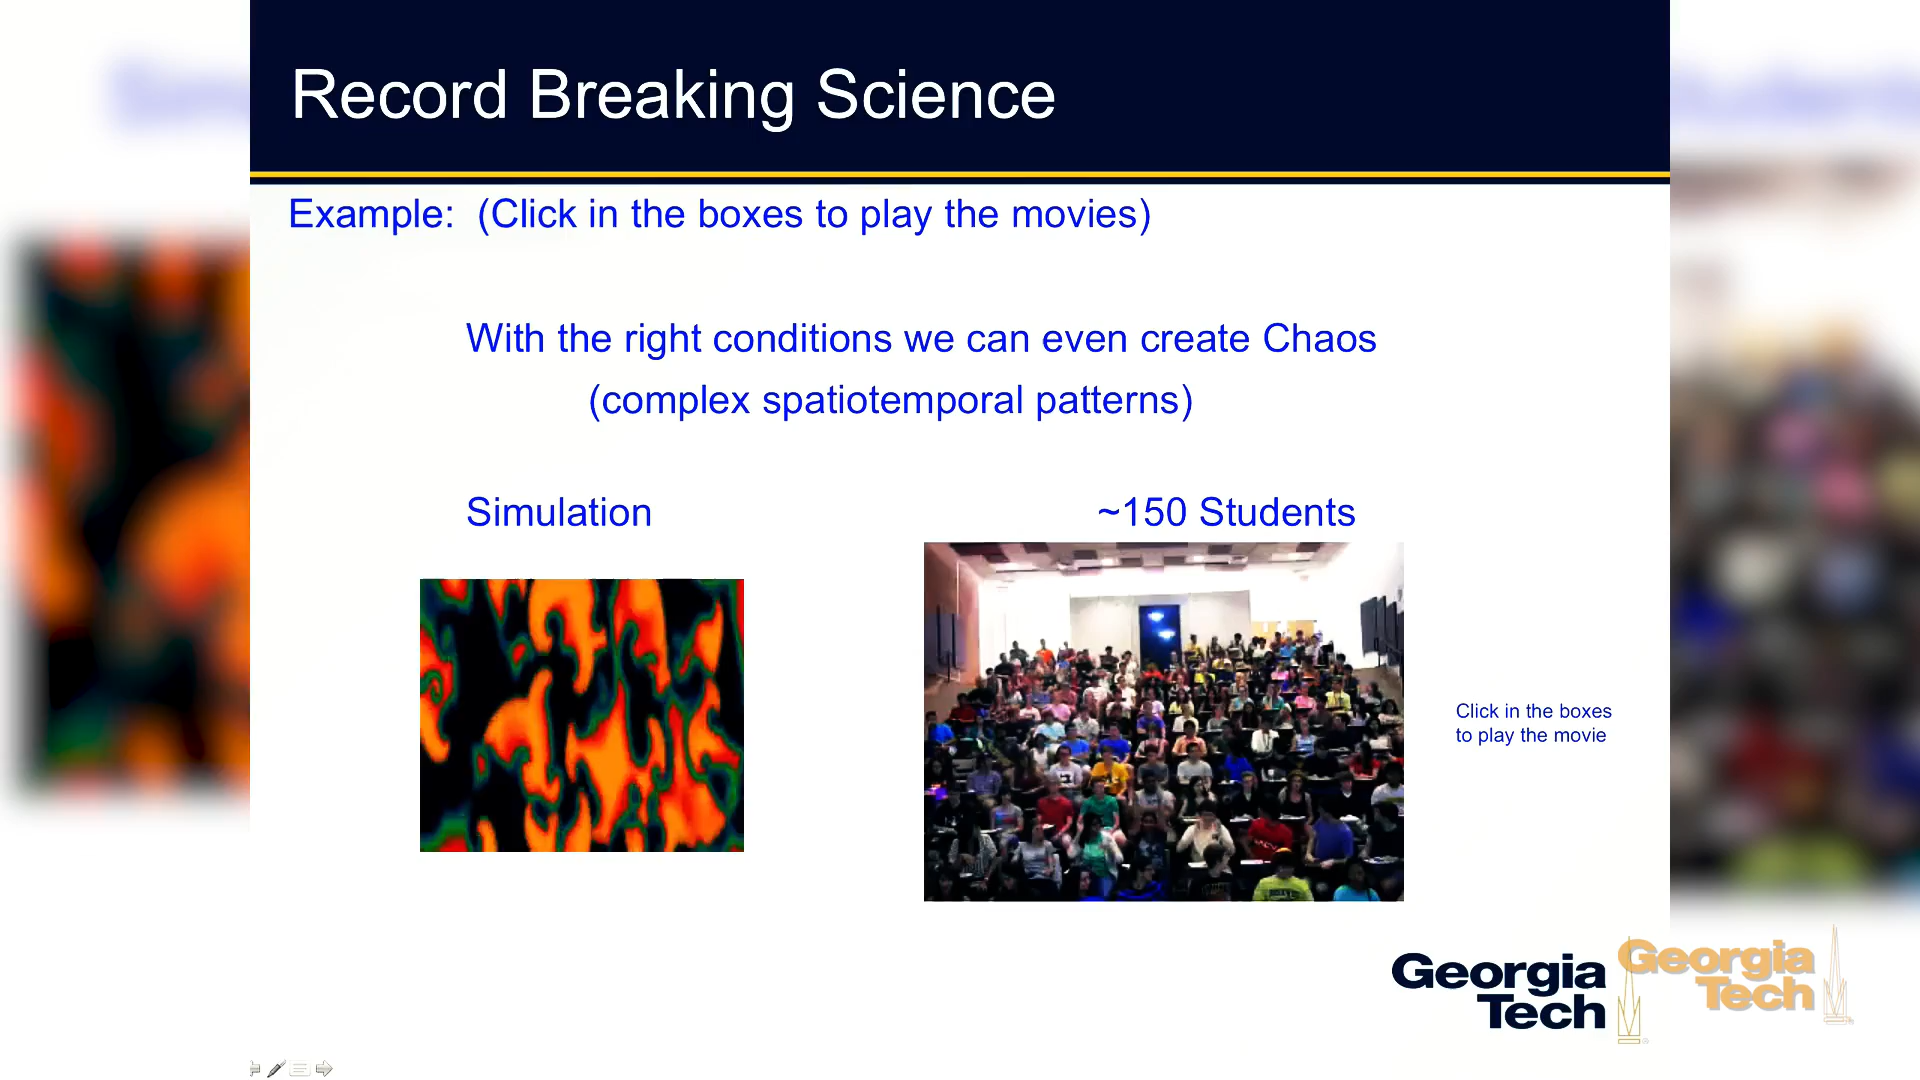 Record Breaking Science
Example: (Click in the boxes to play the movies)
With the right conditions we can even create Chaos
(complex spatiotemporal patterns)
Simulation
~150 Students
Click in the boxes
to play the movie
Georgia
Tech
Georgia
Tech